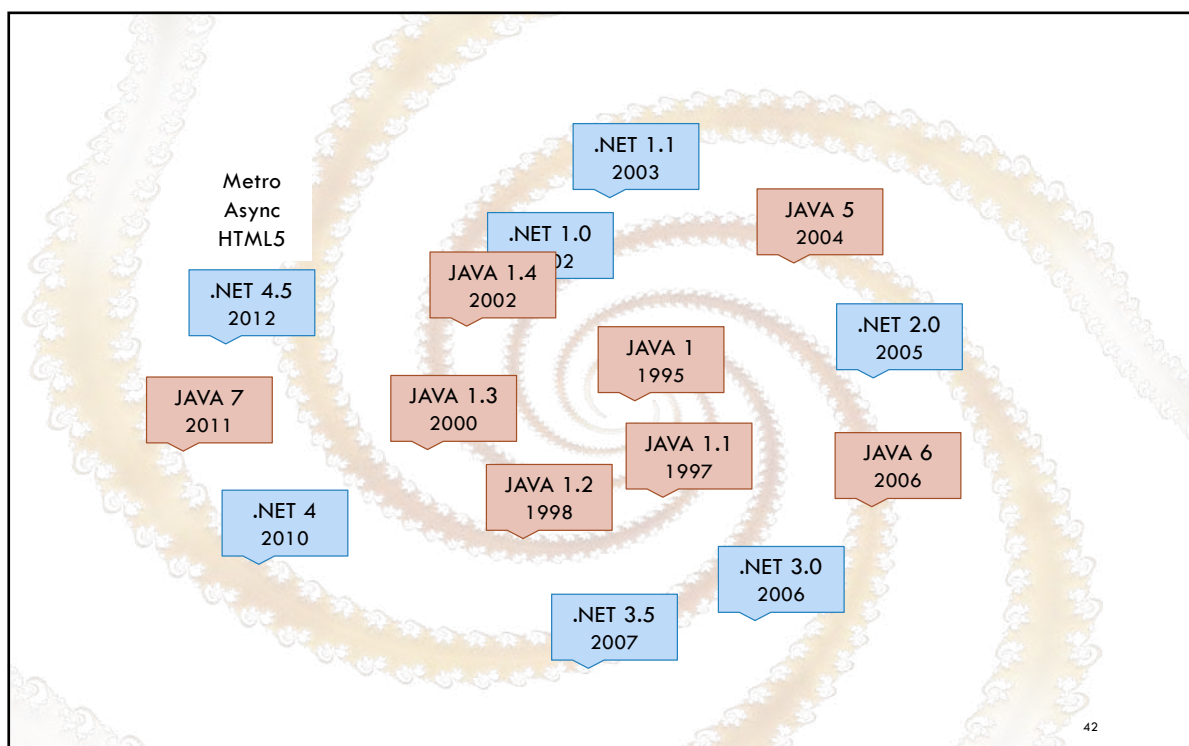 .NET 1.1
2003
Metro
Async
HTML5
JAVA 5
2004
.NET 1.0
02
JAVA 1.4
2002
.NET 4.5
2012
.NET 2.0
2005
JAVA 1
1995
JAVA 7
2011
JAVA 1.3
2000
JAVA 1.1
1997
JAVA 6
2006
JAVA 1.2
1998
.NET 4
2010
.NET 3.0
2006
.NET 3.5
2007
42